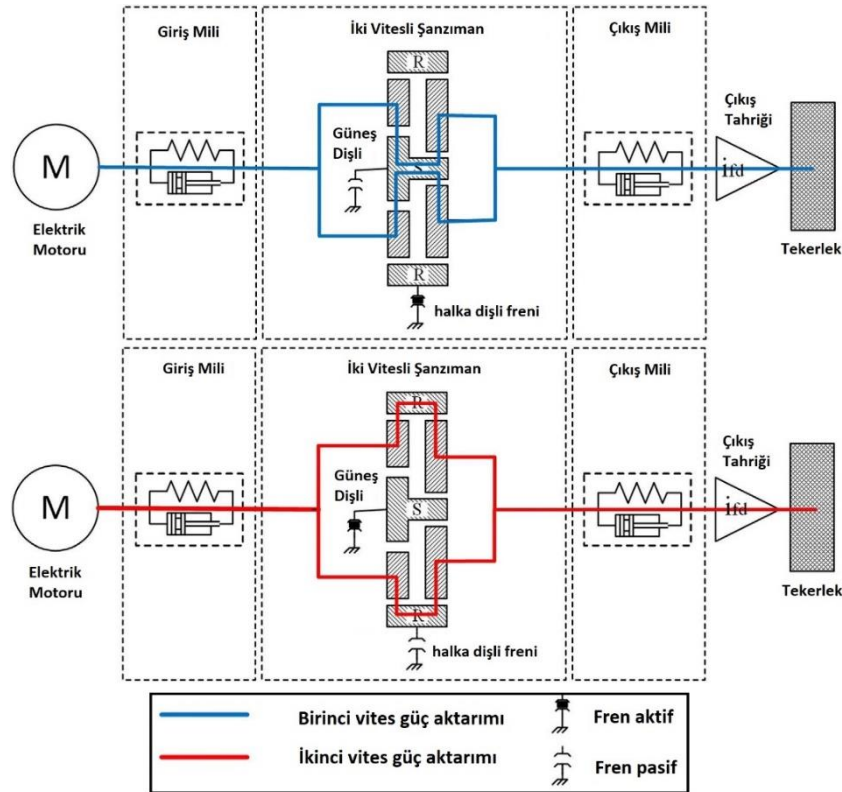 Giriş Mili
İki Vitesli Şanzıman
Çıkış Mili
R
Güneş
Dişli
S
Çıkış
Tahriği
M
ifd
Elektrik
Motoru
R
halka dişli freni
Tekerlek
Giriş Mili
İki Vitesli Şanzıman
Çıkış Mili
R
Güneş
Dişli
S
Çıkış
Tahriği
M
ifd
Elektrik
Motoru
R
halka dişli freni
Tekerlek
Birinci vites güç aktarımı
Fren aktif
İkinci vites güç aktarımı
Fren pasif